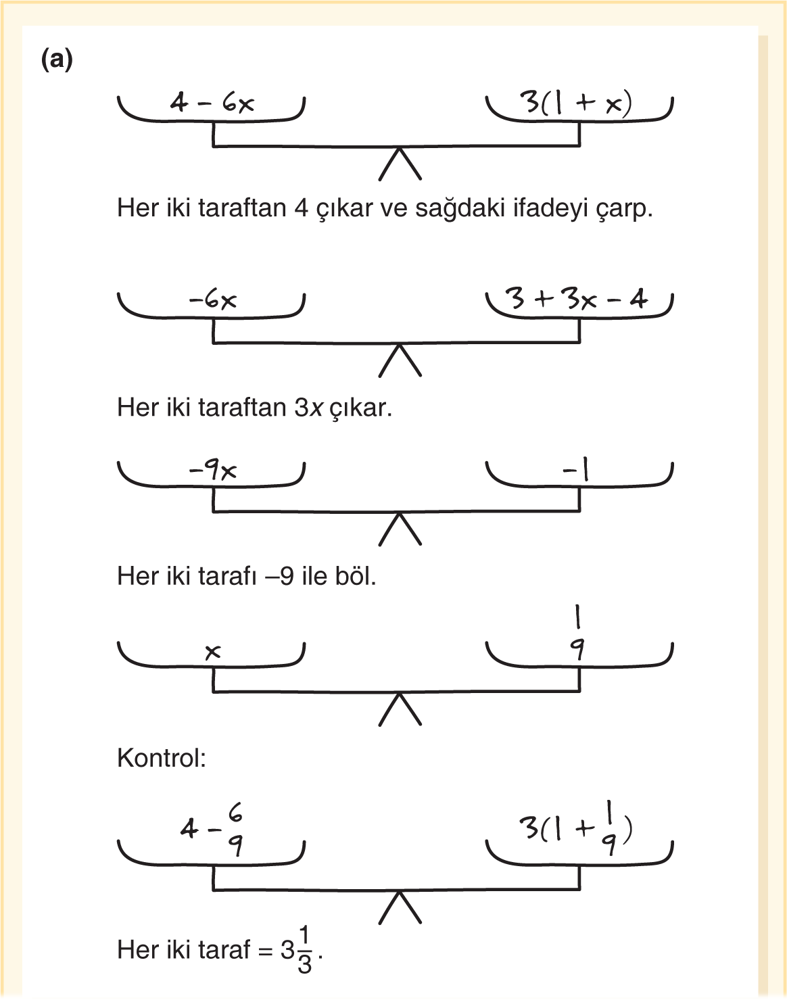 (a)
4 – 6x 3(1 + x)
Her iki taraftan 4 çıkar ve sağdaki ifadeyi çarp.
–6x 3 + 3x – 4
Her iki taraftan 3x çıkar.
–9x –1
Her iki tarafı –9 ile böl.
x 1
9
Kontrol:
4 – 6 3(1 + 1
9 9)
Her iki taraf = 3 1/3.